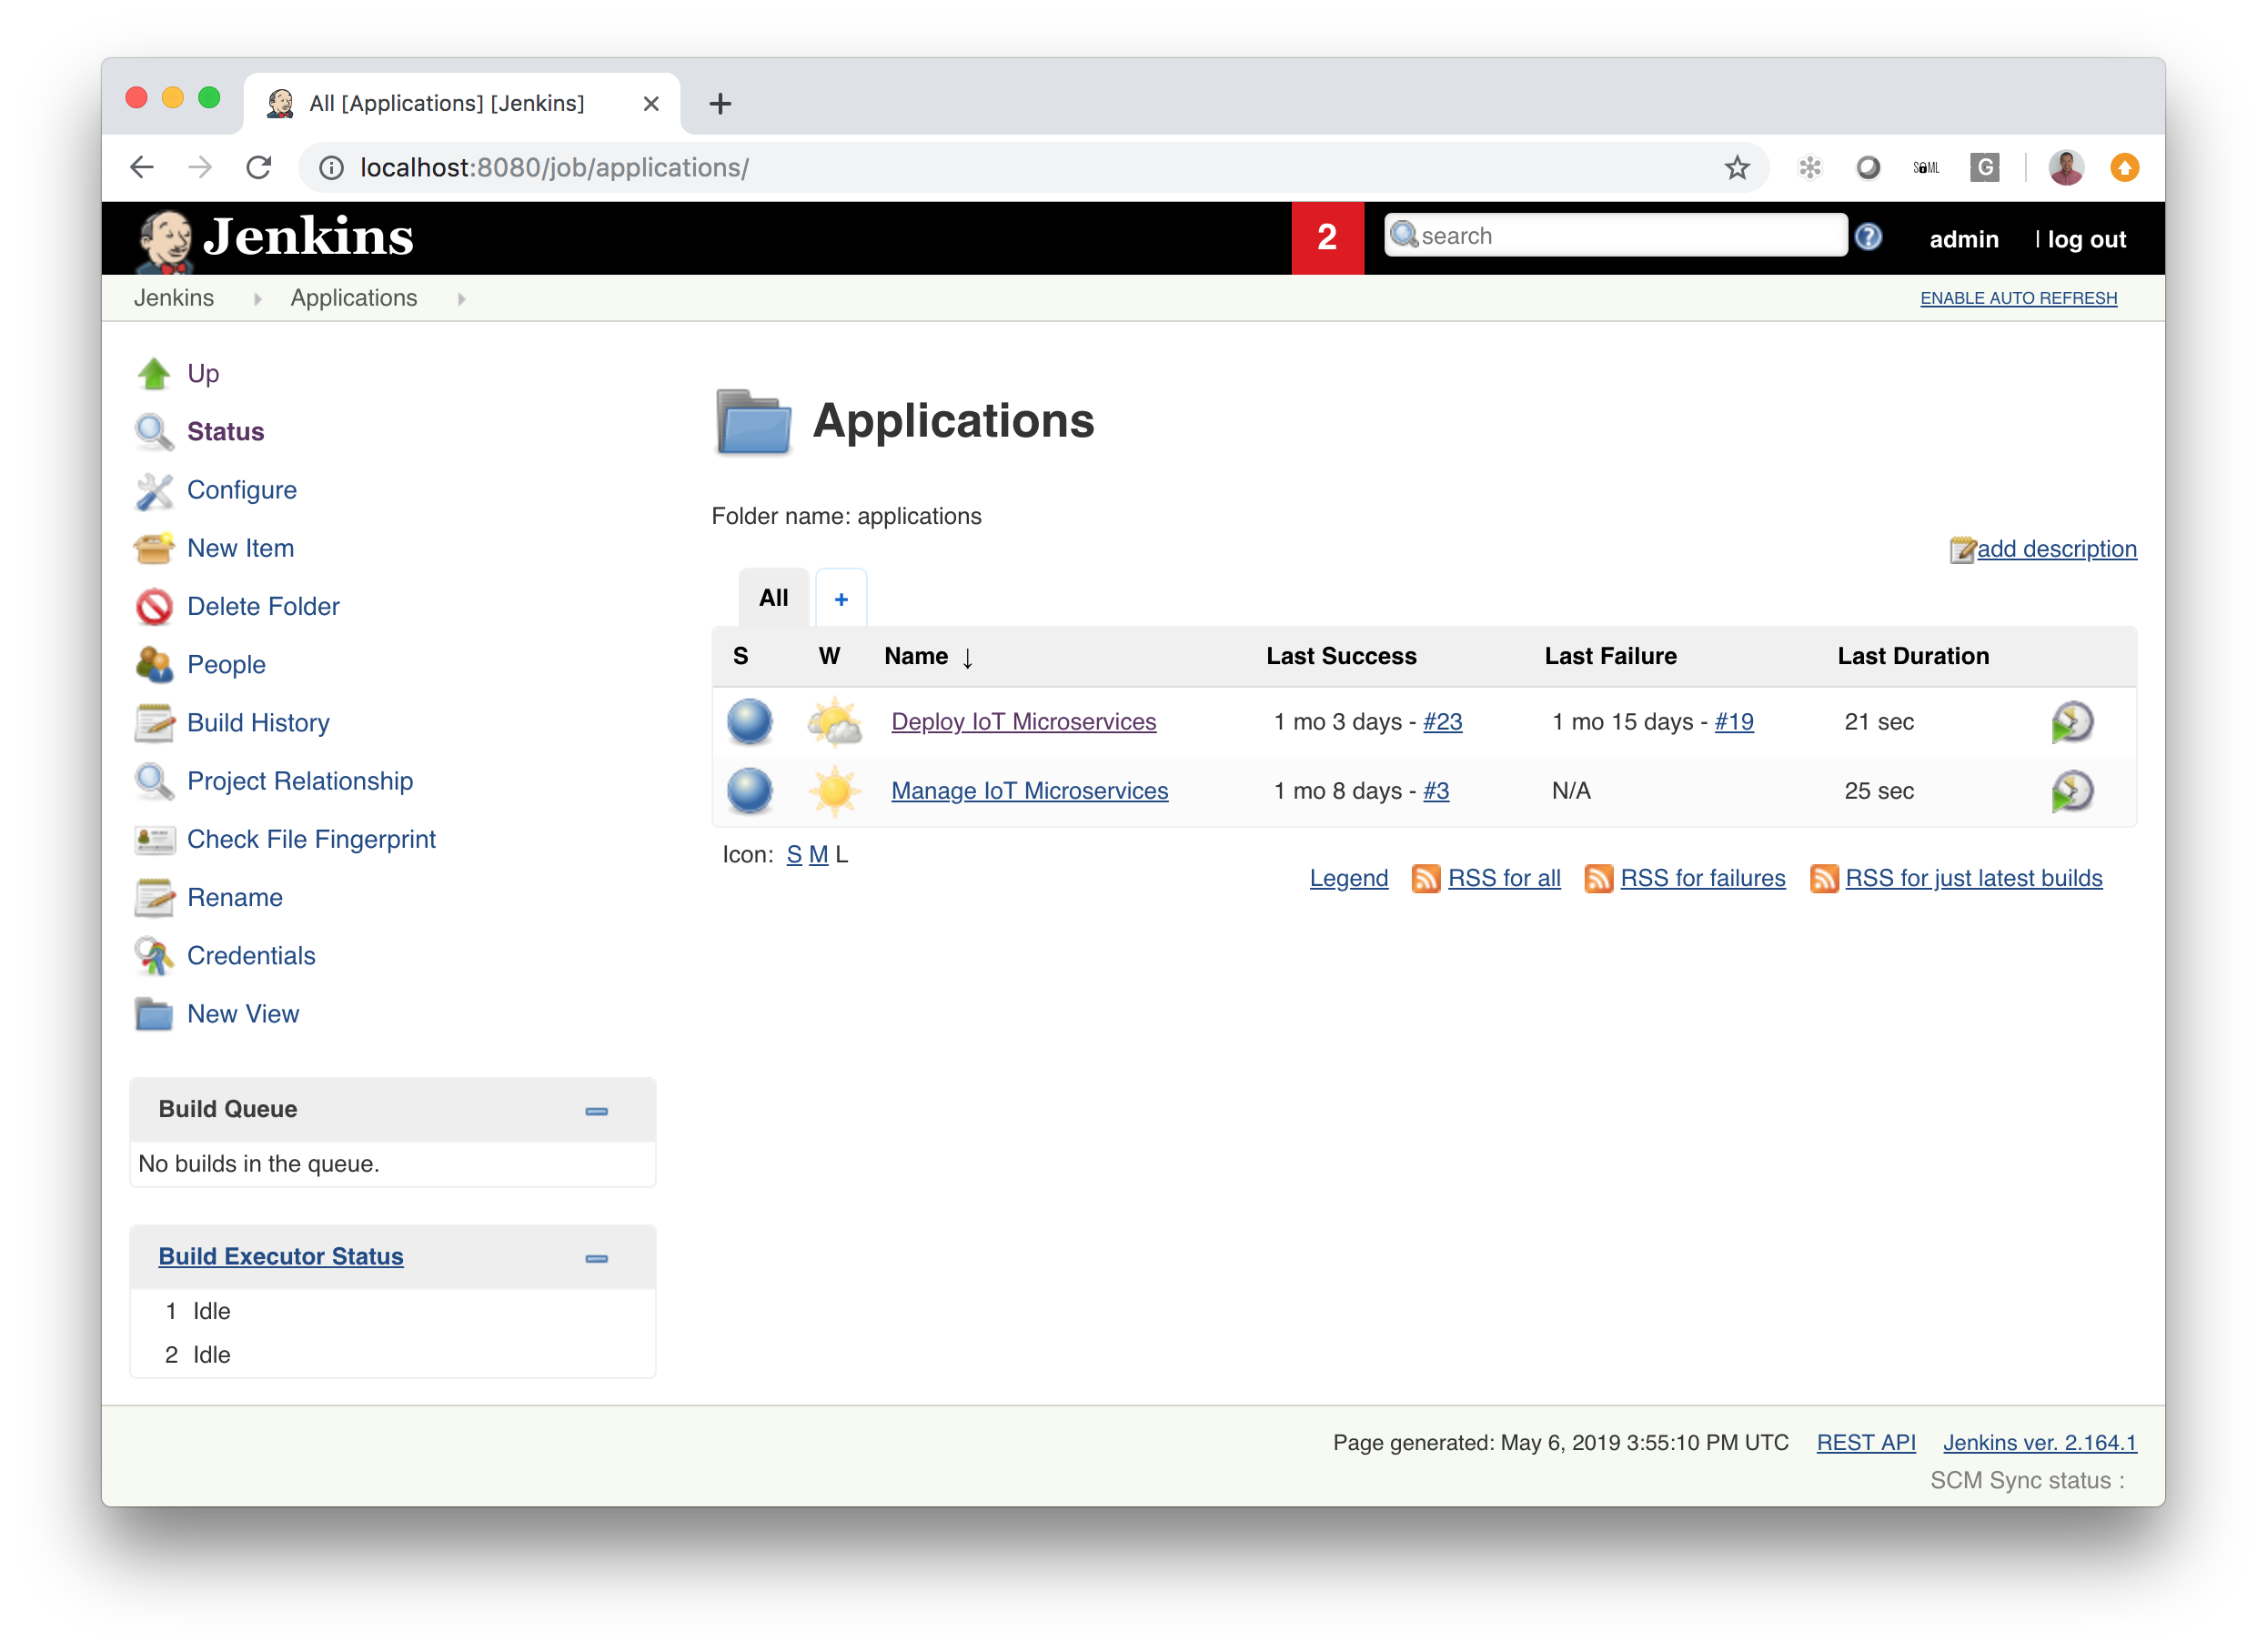 All [Applications] [Jenkins]
localhost:8080/job/applications/
SAML
G
Jenkins
2
search
admin
| log out
Jenkins
Applications
ENABLE AUTO REFRESH
Up
Status
Configure
New Item
Delete Folder
People
Build History
Project Relationship
Check File Fingerprint
Rename
Credentials
New View
Build Queue
No builds in the queue.
Build Executor Status
1 Idle
2 Idle
Applications
Folder name: applications
add description
All +
S W Name ↓ Last Success Last Failure Last Duration
Deploy IoT Microservices 1 mo 3 days - #23 1 mo 15 days - #19 21 sec
Manage IoT Microservices 1 mo 8 days - #3 N/A 25 sec
Icon: S M L
Legend RSS for all RSS for failures RSS for just latest builds
Page generated: May 6, 2019 3:55:10 PM UTC REST API Jenkins ver. 2.164.1
SCM Sync status :